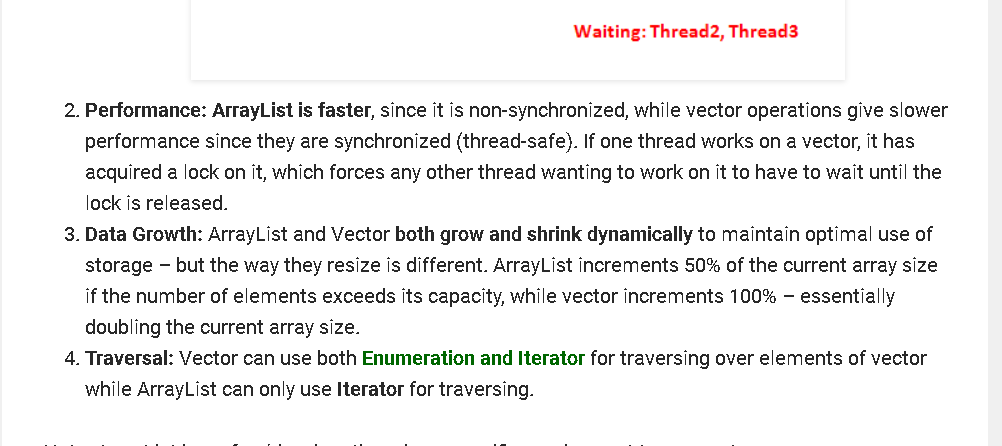 Waiting: Thread2, Thread3
2. Performance: ArrayList is faster, since it is non-synchronized, while vector operations give slower
performance since they are synchronized (thread-safe). If one thread works on a vector, it has
acquired a lock on it, which forces any other thread wanting to work on it to have to wait until the
lock is released.
3. Data Growth: ArrayList and Vector both grow and shrink dynamically to maintain optimal use of
storage – but the way they resize is different. ArrayList increments 50% of the current array size
if the number of elements exceeds its capacity, while vector increments 100% – essentially
doubling the current array size.
4. Traversal: Vector can use both Enumeration and Iterator for traversing over elements of vector
while ArrayList can only use Iterator for traversing.